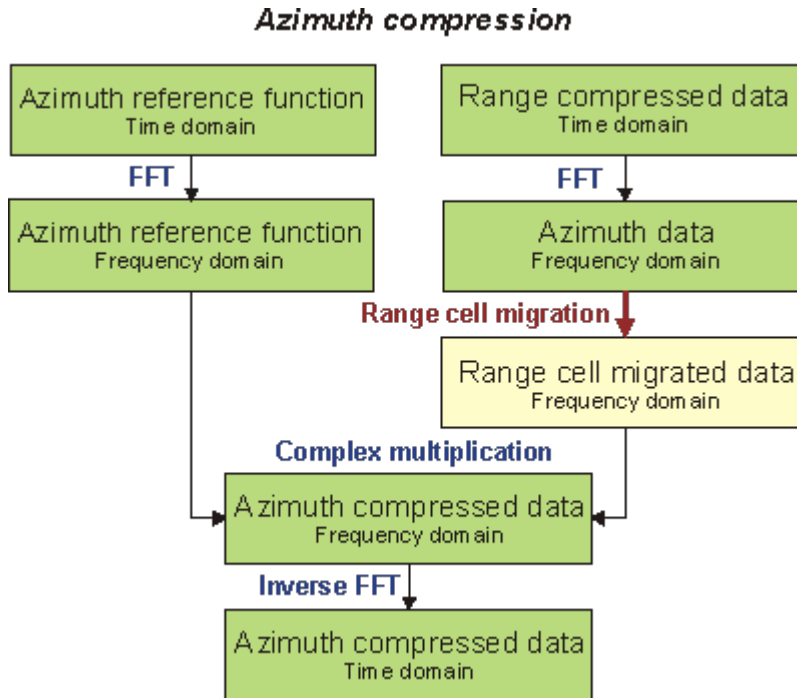 Azimuth compression
Azimuth reference function
Time domain
Range compressed data
Time domain
FFT
FFT
Azimuth reference function
Frequency domain
Azimuth data
Frequency domain
Range cell migration
Range cell migrated data
Frequency domain
Complex multiplication
Azimuth compressed data
Frequency domain
Inverse FFT
Azimuth compressed data
Time domain